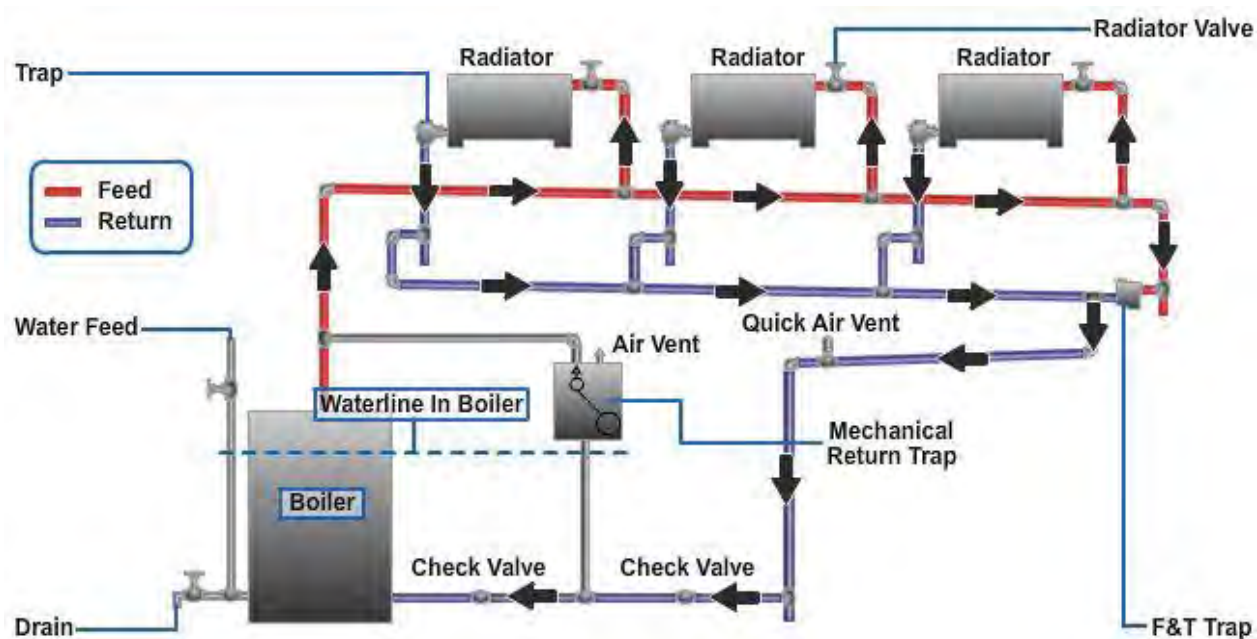 Radiator Valve
Radiator
Radiator
Radiator
Trap
Feed
Return
Water Feed
Quick Air Vent
Air Vent
Waterline In Boiler
Mechanical
Return Trap
Boiler
Check Valve
Check Valve
Drain
F&T Trap